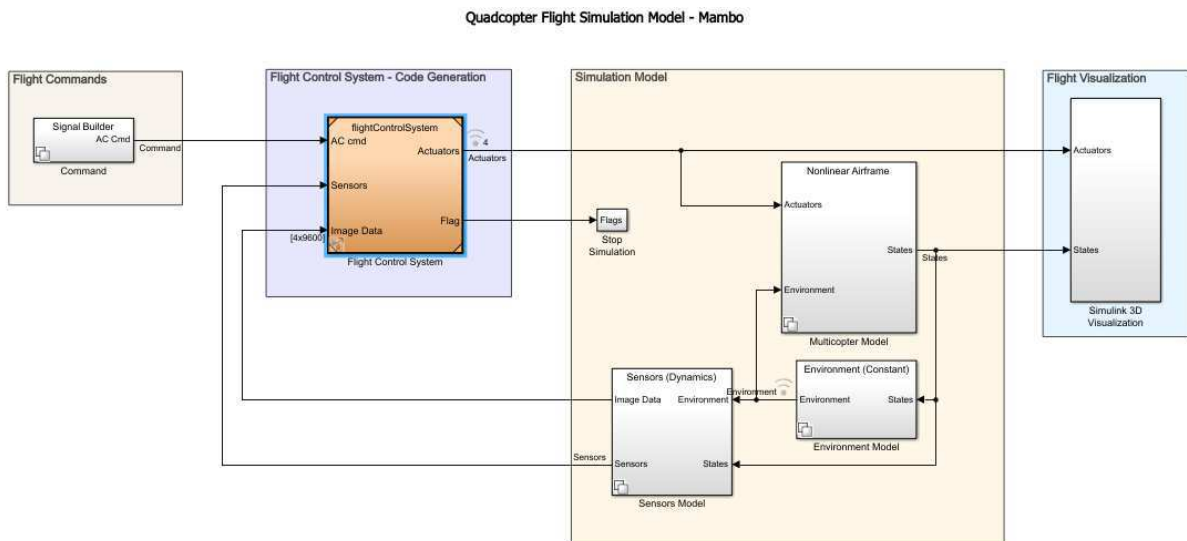 Quadcopter Flight Simulation Model - Mambo
Flight Commands
Signal Builder
AC Cmd
Command
Command
Flight Control System - Code Generation
flightControlSystem
AC cmd
Actuators
4
Actuators
Sensors
Flag
Image Data
[4x9600]
Flight Control System
Simulation Model
Flags
Stop
Simulation
Nonlinear Airframe
Actuators
States
States
Environment
Multicopter Model
Sensors (Dynamics)
Image Data
Environment
Sensors
Sensors
States
Sensors Model
Environment
Environment (Constant)
Environment
States
Environment Model
Flight Visualization
Actuators
States
Simulink 3D
Visualization